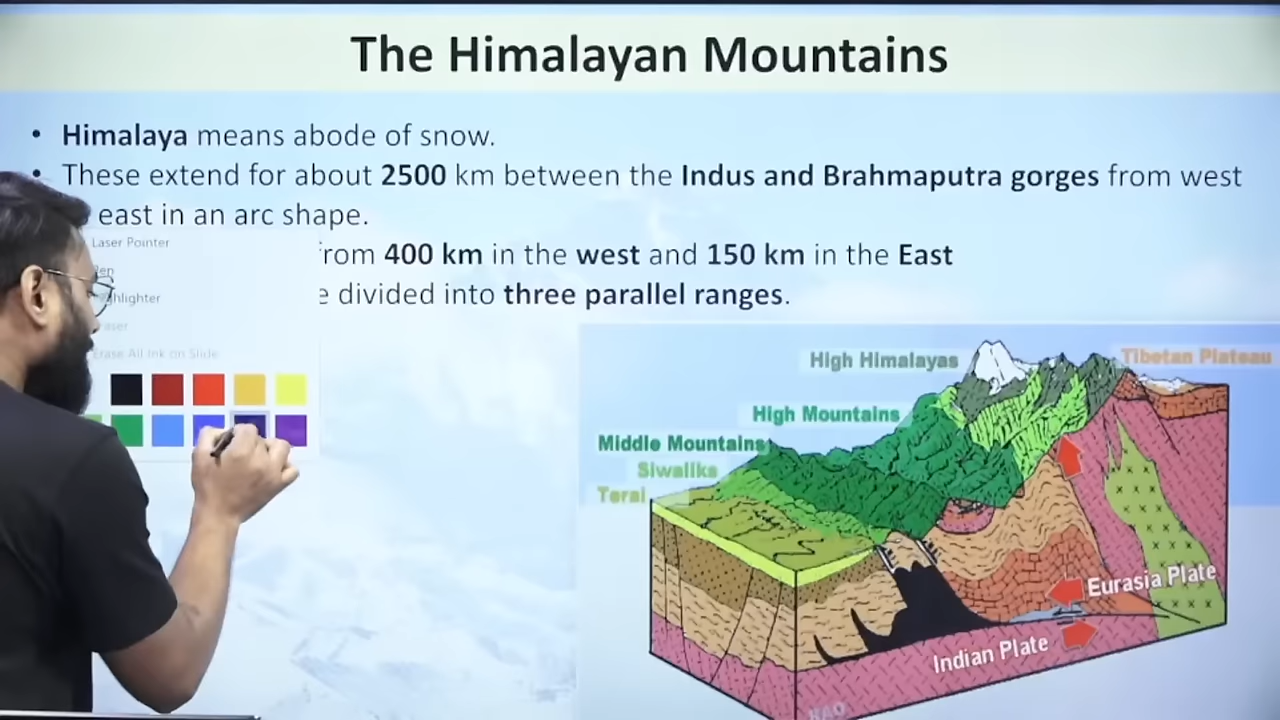 The Himalayan Mountains
• Himalaya means abode of snow.
• These extend for about 2500 km between the Indus and Brahmaputra gorges from west
east in an arc shape.
from 400 km in the west and 150 km in the East
e divided into three parallel ranges.
Laser Pointer
Pen
Highlighter
Eraser
Erase All Ink on Slide
High Himalayas
Tibetan Plateau
High Mountains
Middle Mountains
Siwaliks
Terai
Eurasia Plate
Indian Plate